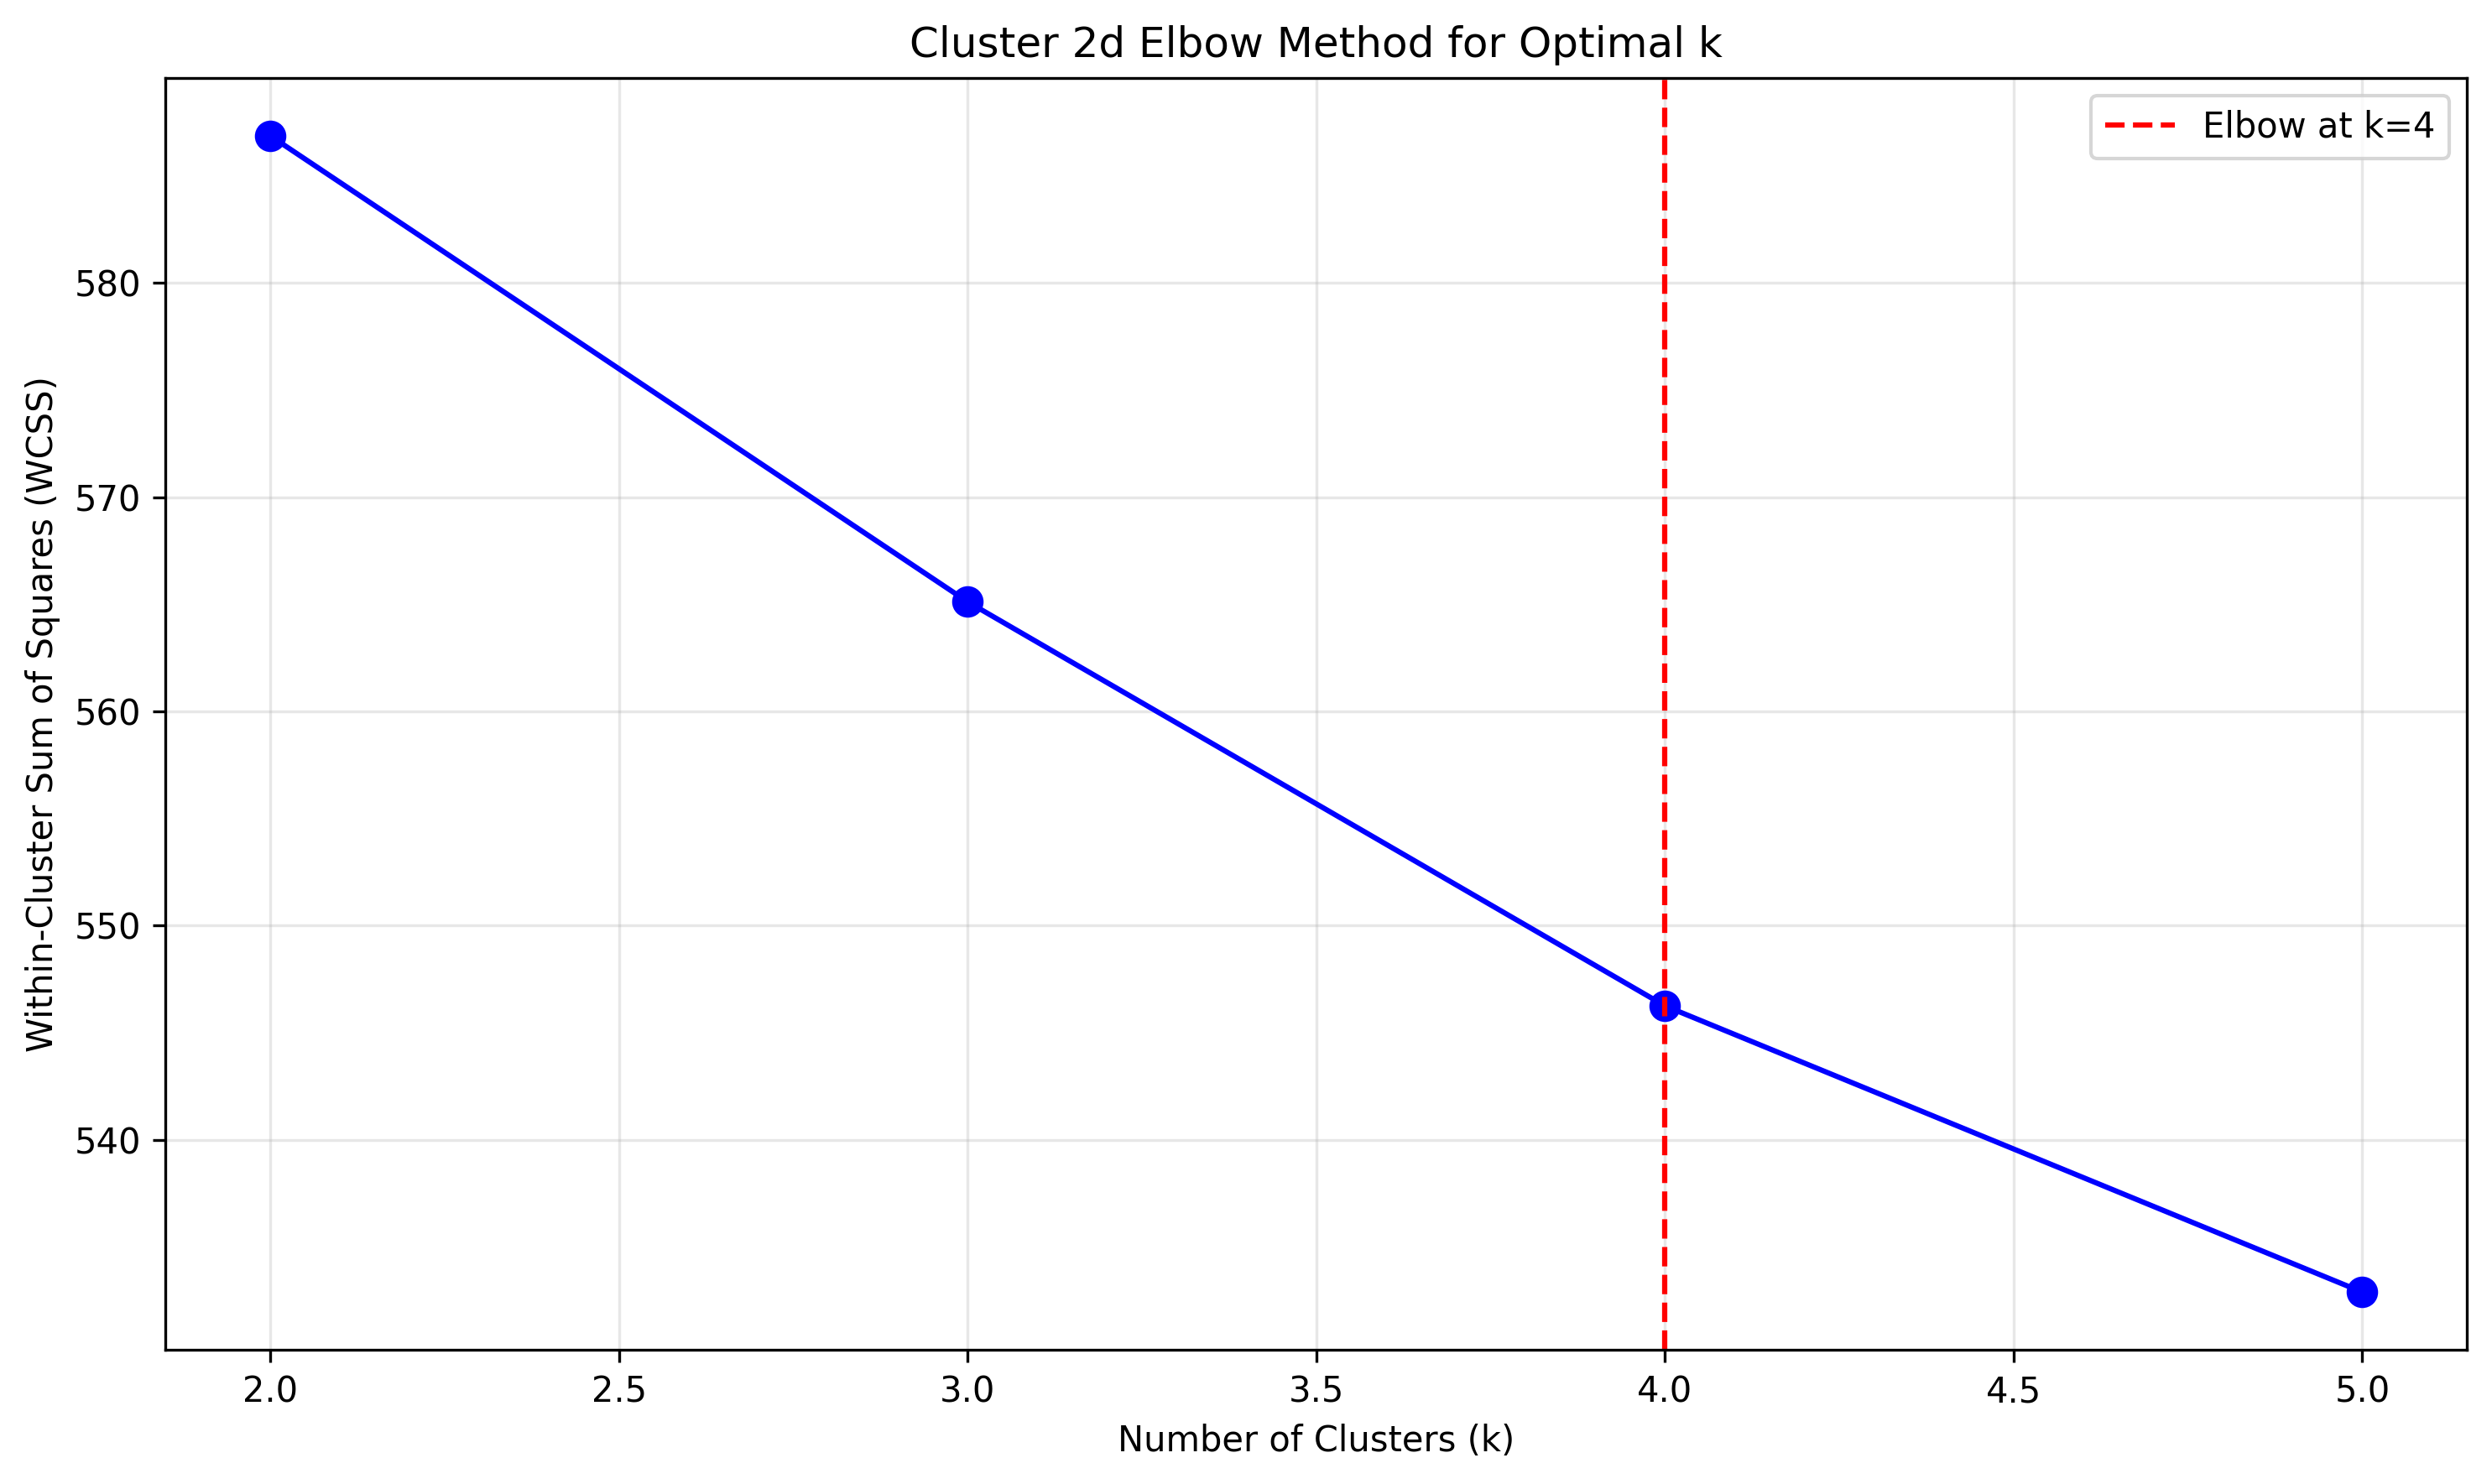 Cluster 2d Elbow Method for Optimal k
Elbow at k=4
Within-Cluster Sum of Squares (WCSS)
580
570
560
550
540
2.0 2.5 3.0 3.5 4.0 4.5 5.0
Number of Clusters (k)